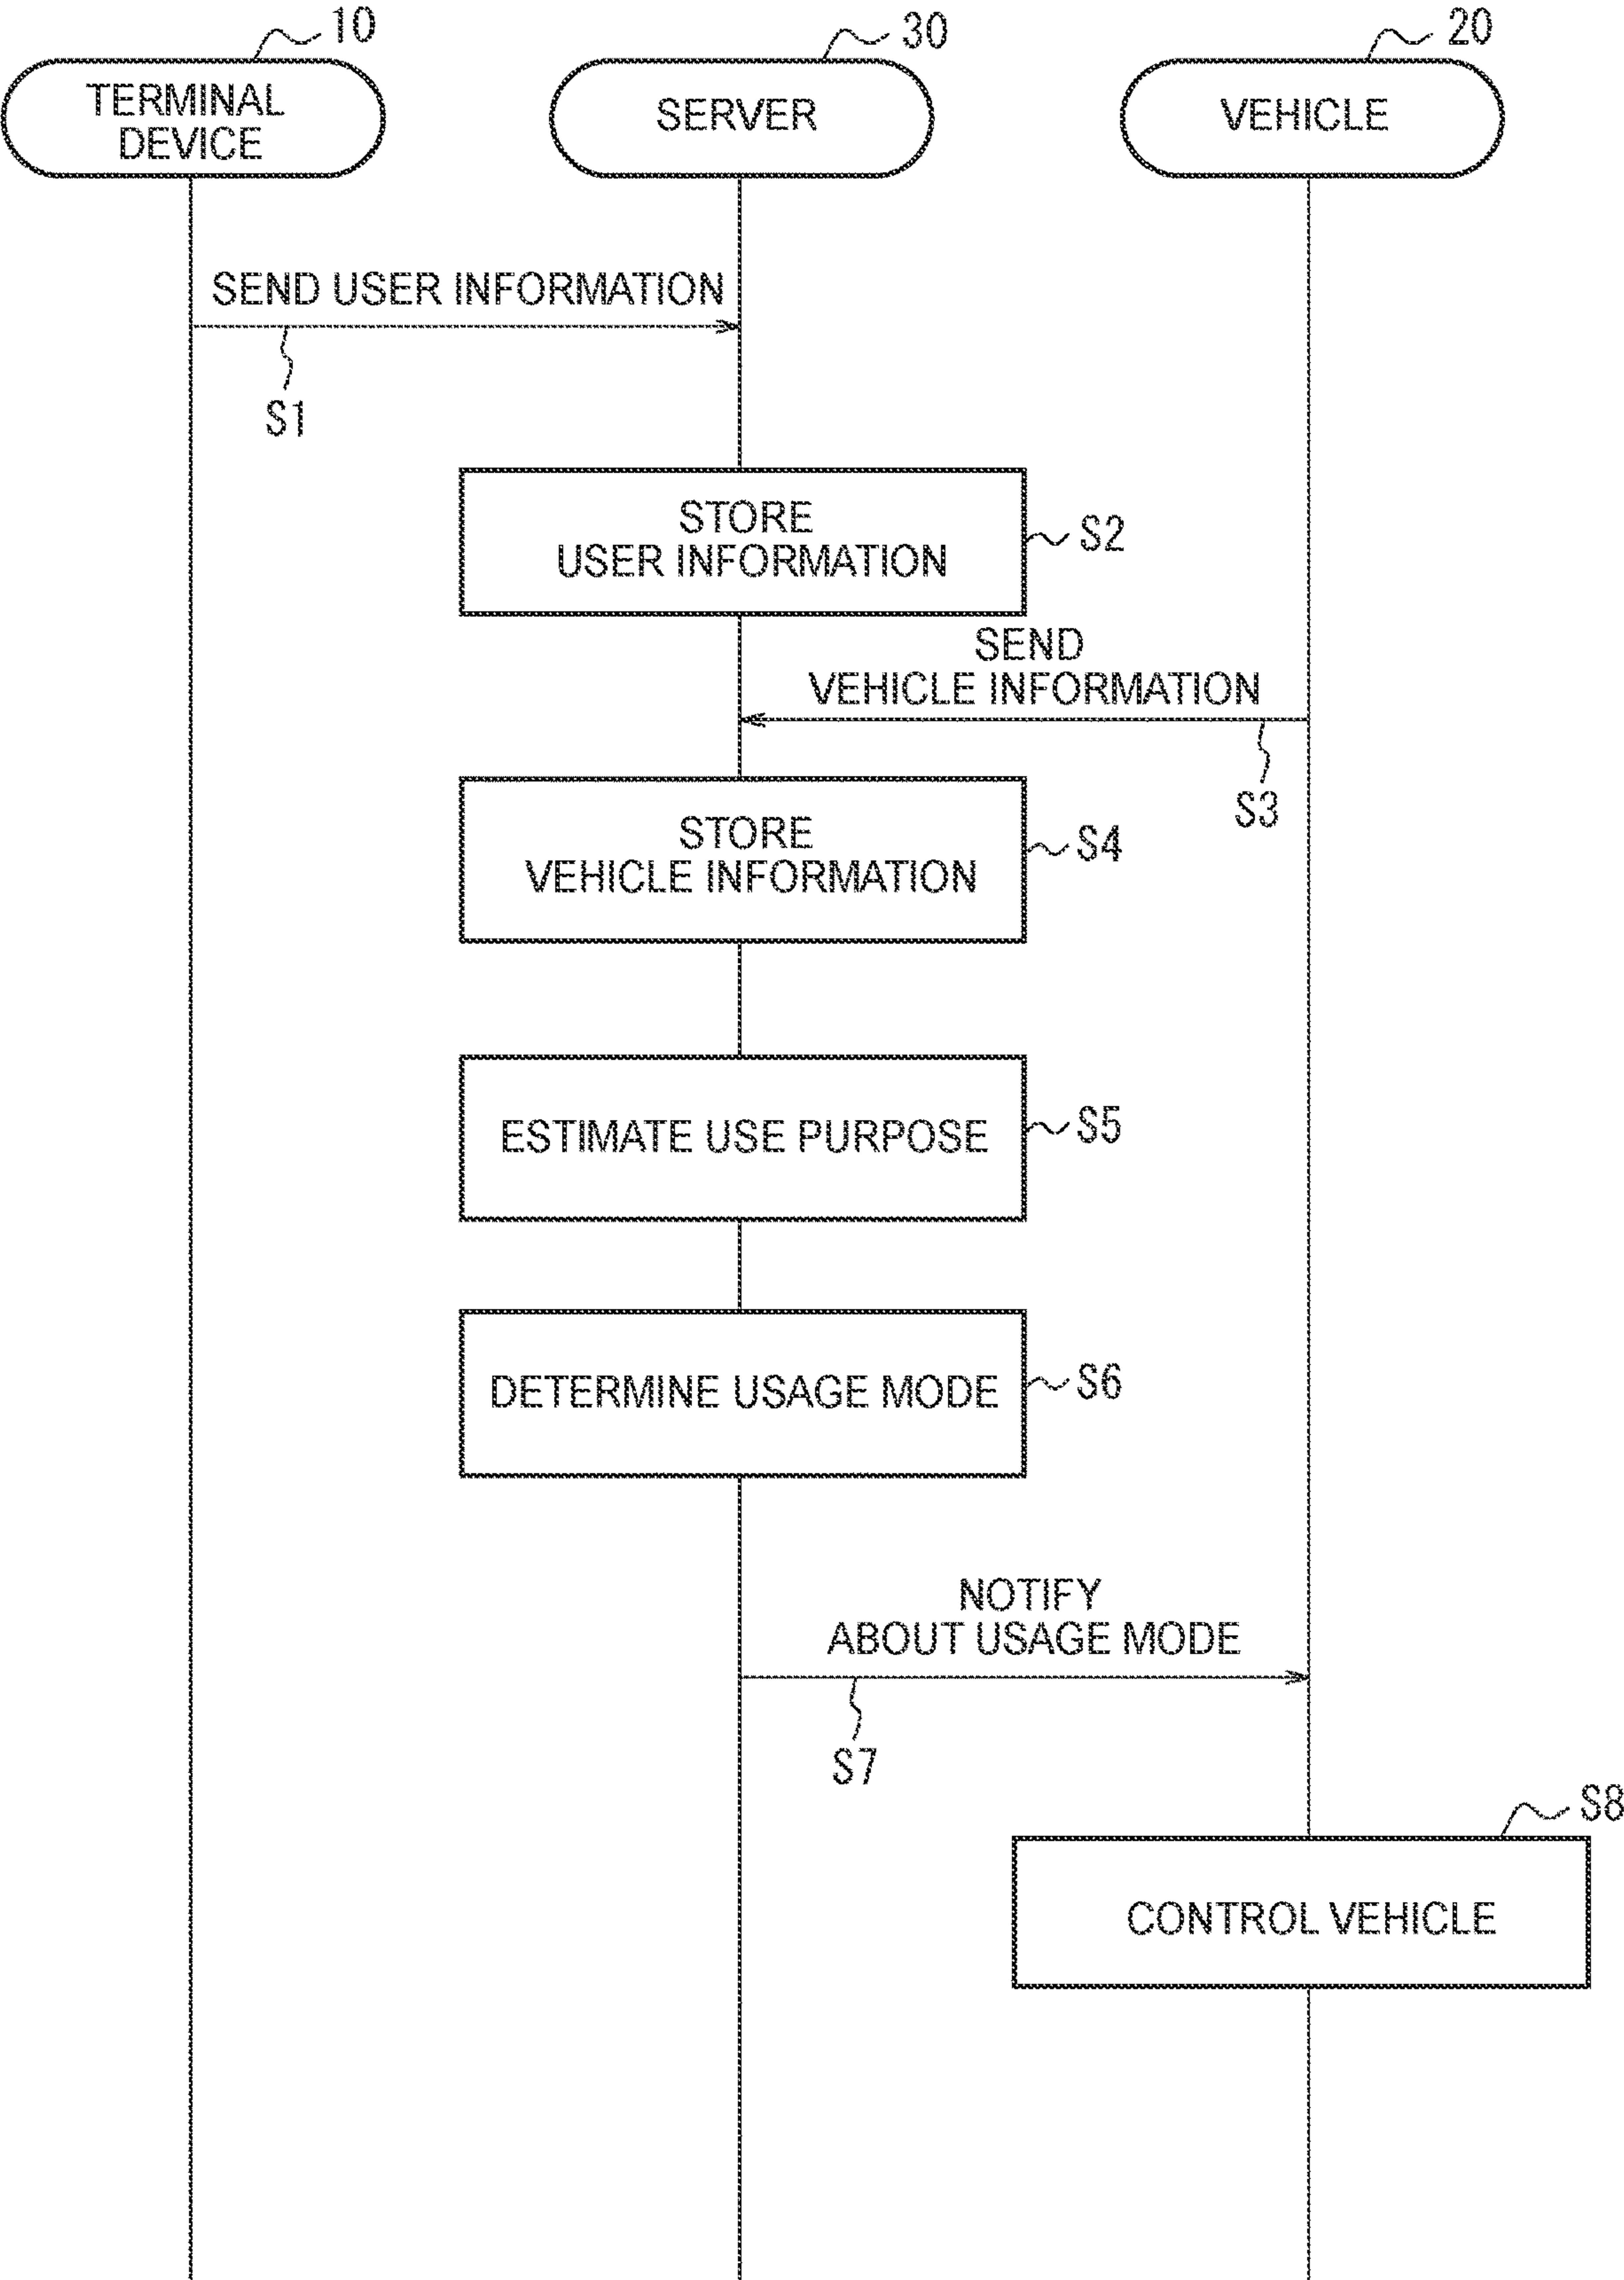 10
30
20
TERMINAL
DEVICE
SERVER
VEHICLE
SEND USER INFORMATION
S1
STORE
USER INFORMATION
S2
SEND
VEHICLE INFORMATION
S3
STORE
VEHICLE INFORMATION
S4
ESTIMATE USE PURPOSE
S5
DETERMINE USAGE MODE
S6
NOTIFY
ABOUT USAGE MODE
S7
S8
CONTROL VEHICLE